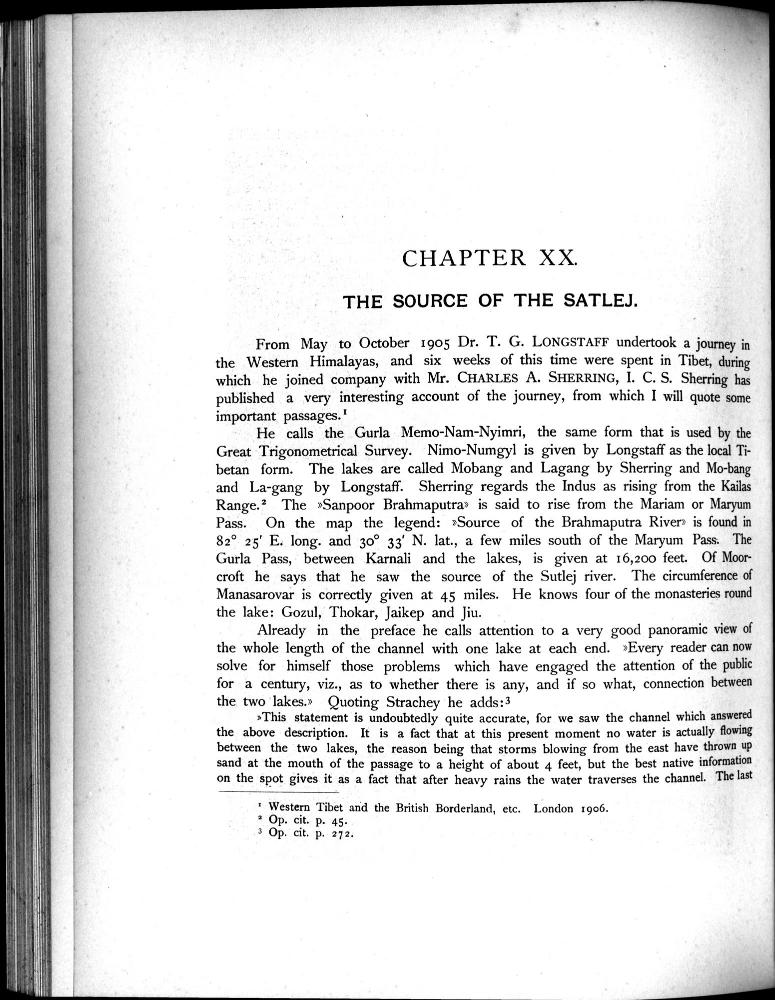 CHAPTER XX.
THE SOURCE OF THE SATLEJ.
From May to October 1905 Dr. T. G. LONGSTAFF undertook a journey in
the Western Himalayas, and six weeks of this time were spent in Tibet, during
which he joined company with Mr. CHARLES A. SHERRING, I. C. S. Sherring has
published a very interesting account of the journey, from which I will quote some
important passages.¹
He calls the Gurla Memo-Nam-Nyimri, the same form that is used by the
Great Trigonometrical Survey. Nimo-Numgyl is given by Longstaff as the local Ti-
betan form. The lakes are called Mobang and Lagang by Sherring and Mo-bang
and La-gang by Longstaff. Sherring regards the Indus as rising from the Kailas
Range.² The »Sanpoor Brahmaputra» is said to rise from the Mariam or Maryum
Pass. On the map the legend: »Source of the Brahmaputra River» is found in
82° 25′ E. long. and 30° 33′ N. lat., a few miles south of the Maryum Pass. The
Gurla Pass, between Karnali and the lakes, is given at 16,200 feet. Of Moor-
croft he says that he saw the source of the Sutlej river. The circumference of
Manasarovar is correctly given at 45 miles. He knows four of the monasteries round
the lake: Gozul, Thokar, Jaikep and Jiu.
Already in the preface he calls attention to a very good panoramic view of
the whole length of the channel with one lake at each end. »Every reader can now
solve for himself those problems which have engaged the attention of the public
for a century, viz., as to whether there is any, and if so what, connection between
the two lakes.» Quoting Strachey he adds:³
»This statement is undoubtedly quite accurate, for we saw the channel which answered
the above description. It is a fact that at this present moment no water is actually flowing
between the two lakes, the reason being that storms blowing from the east have thrown up
sand at the mouth of the passage to a height of about 4 feet, but the best native information
on the spot gives it as a fact that after heavy rains the water traverses the channel. The last
¹ Western Tibet and the British Borderland, etc. London 1906.
² Op. cit. p. 45.
³ Op. cit. p. 272.